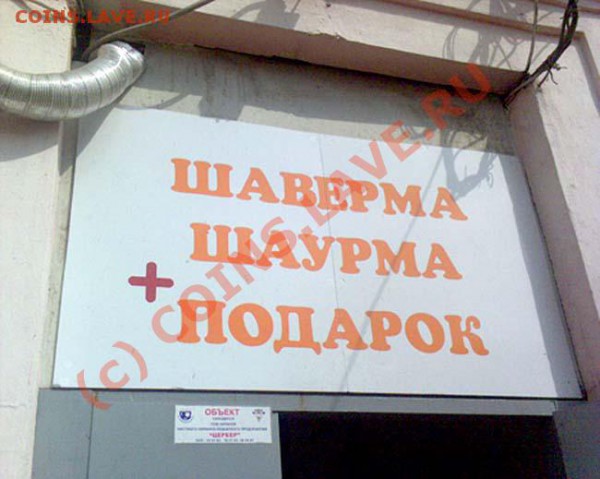 COINS.LAVE.RU
ШАВЕРМА
ШАУРМА
+ ПОДАРОК
(c) COINS.LAVE.RU
ОБЪЕКТ
"ЦЕРБЕР"